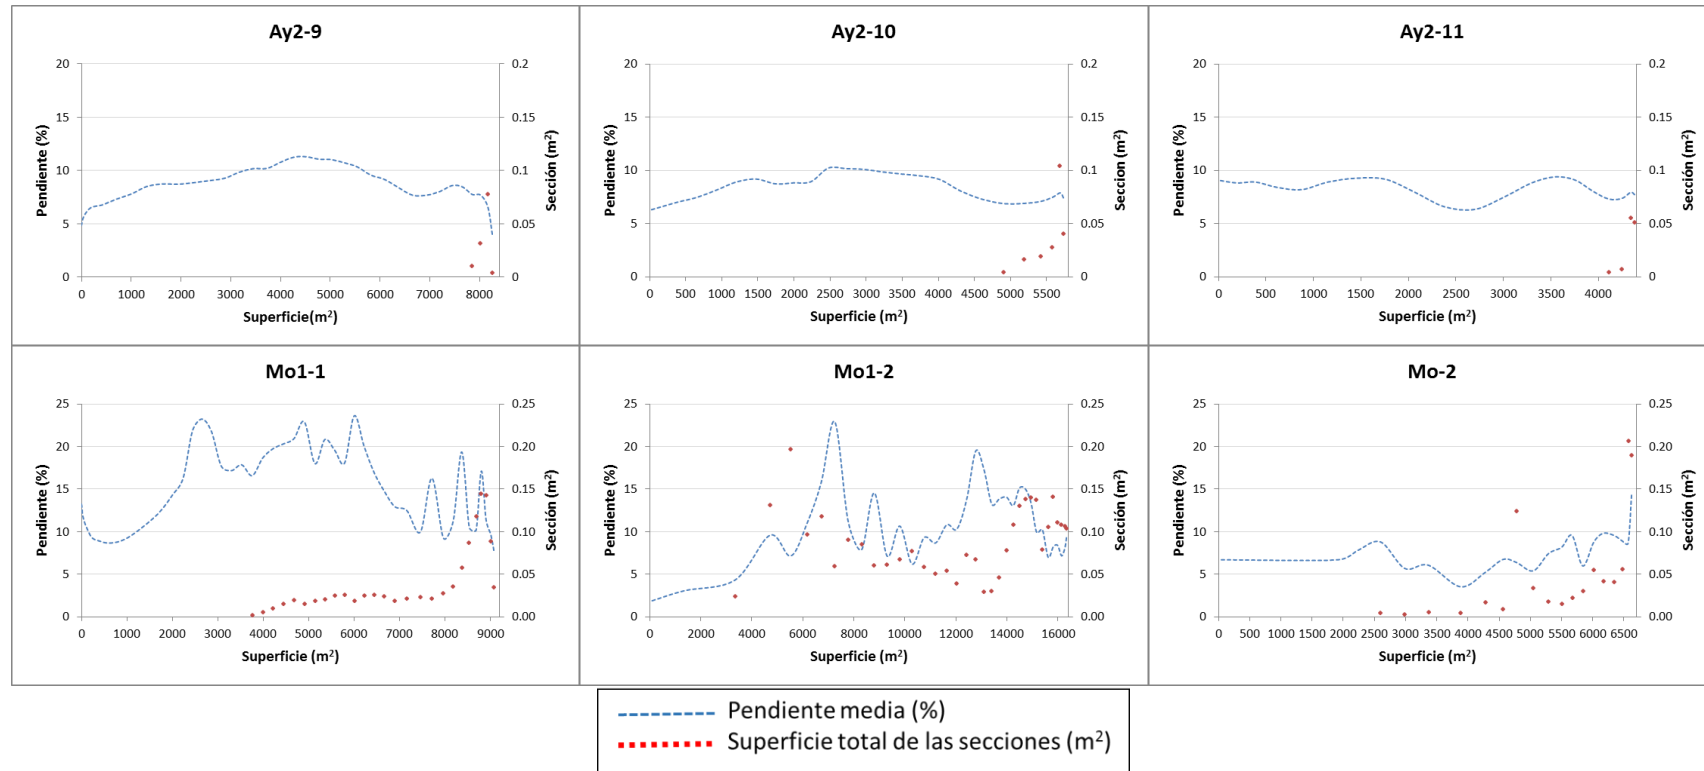 Ay2-9
Pendiente (%)
20
15
10
5
0
0.2
0.15
0.1
0.05
0
Sección (m²)
0 1000 2000 3000 4000 5000 6000 7000 8000
Superficie(m²)
Ay2-10
Pendiente (%)
20
15
10
5
0
0.2
0.15
0.1
0.05
0
Seccion (m²)
0 500 1000 1500 2000 2500 3000 3500 4000 4500 5000 5500
Superficie (m²)
Ay2-11
Pendiente (%)
20
15
10
5
0
0.2
0.15
0.1
0.05
0
Sección (m²)
0 500 1000 1500 2000 2500 3000 3500 4000
Superficie (m²)
Mo1-1
Pendiente (%)
25
20
15
10
5
0
0.25
0.20
0.15
0.10
0.05
0.00
Sección (m²)
0 1000 2000 3000 4000 5000 6000 7000 8000 9000
Superficie (m²)
Mo1-2
Pendiente (%)
25
20
15
10
5
0
0.25
0.20
0.15
0.10
0.05
0.00
Sección (m²)
0 2000 4000 6000 8000 10000 12000 14000 16000
Superficie (m²)
Mo-2
Pendiente (%)
25
20
15
10
5
0
0.25
0.20
0.15
0.10
0.05
0.00
Sección (m²)
0 500 1000 1500 2000 2500 3000 3500 4000 4500 5000 5500 6000 6500
Superficie (m²)
Pendiente media (%)
Superficie total de las secciones (m²)